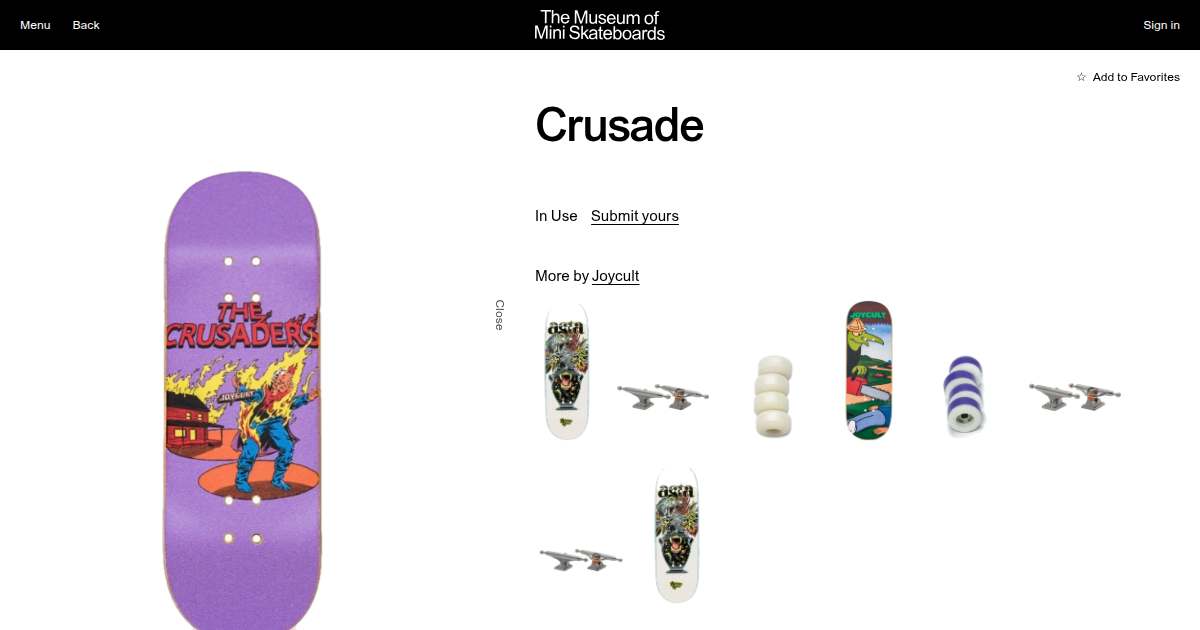 Menu
Back
The Museum of
Mini Skateboards
Sign in
☆ Add to Favorites
Crusade
In Use
Submit yours
More by Joycult
Close
THE
CRUSADERS
JOYCULT
asta
JOYCULT
asta